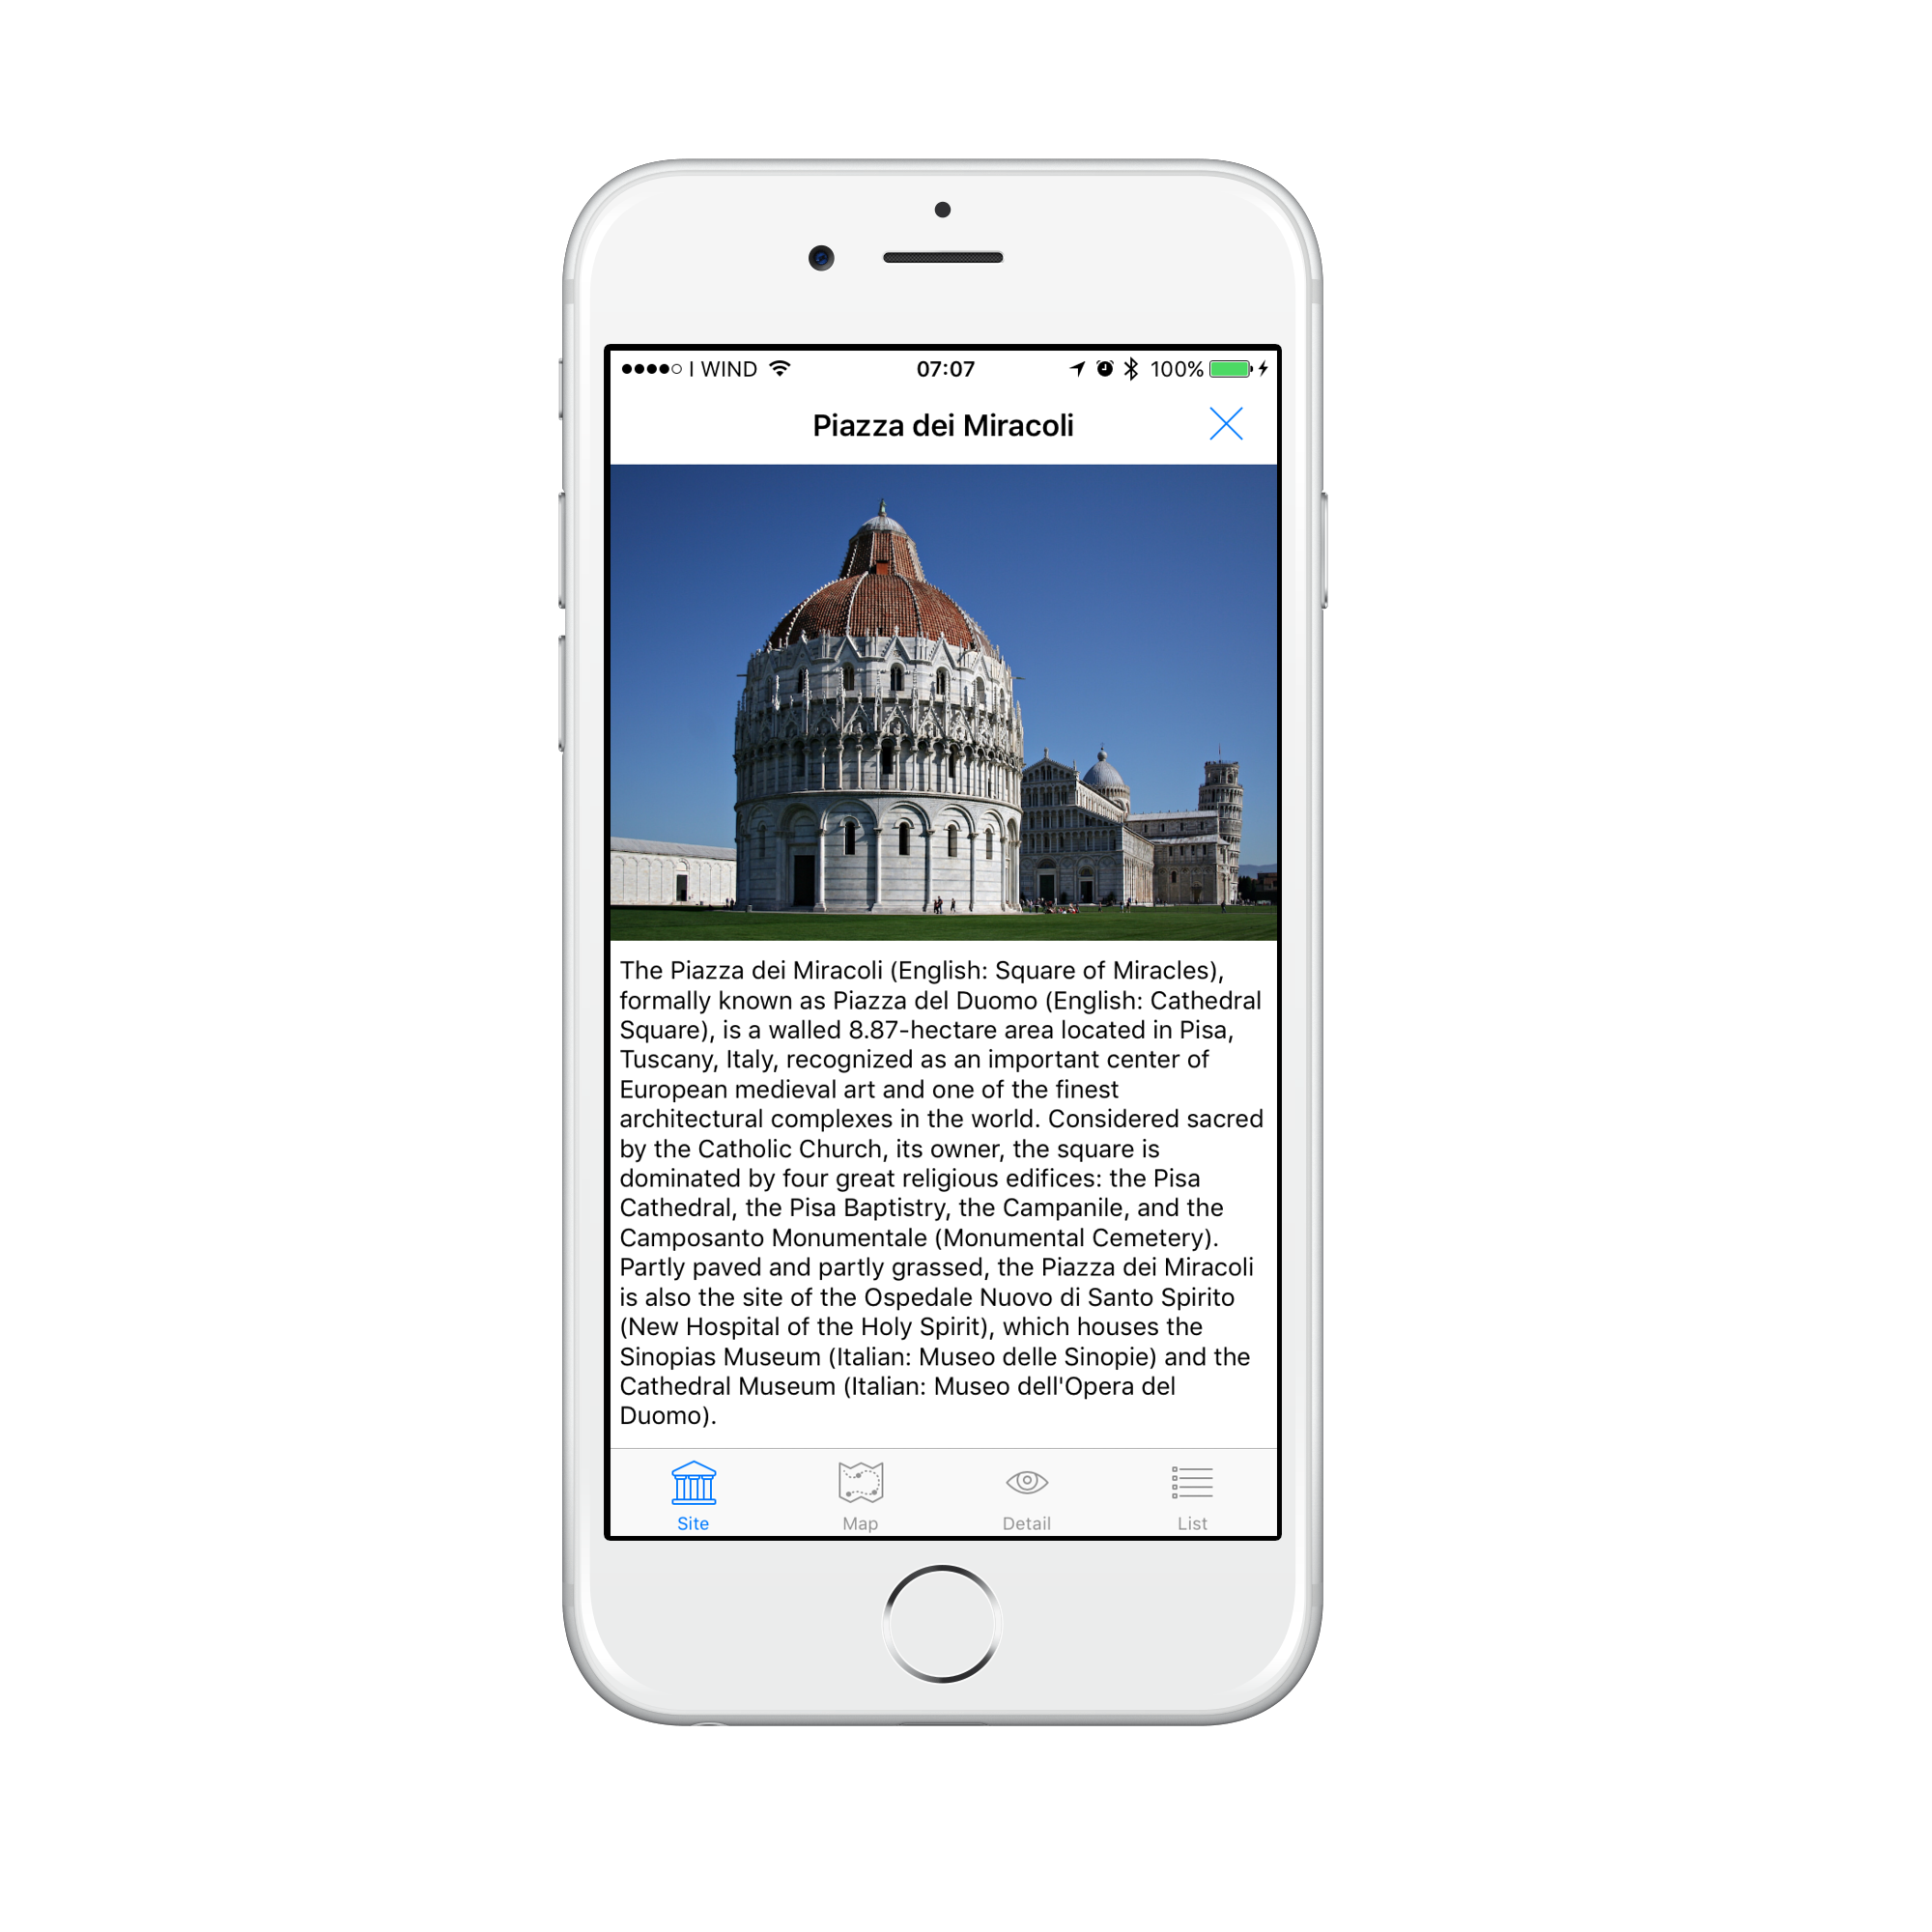 I WIND 07:07 100%
Piazza dei Miracoli
The Piazza dei Miracoli (English: Square of Miracles),
formally known as Piazza del Duomo (English: Cathedral
Square), is a walled 8.87-hectare area located in Pisa,
Tuscany, Italy, recognized as an important center of
European medieval art and one of the finest
architectural complexes in the world. Considered sacred
by the Catholic Church, its owner, the square is
dominated by four great religious edifices: the Pisa
Cathedral, the Pisa Baptistry, the Campanile, and the
Camposanto Monumentale (Monumental Cemetery).
Partly paved and partly grassed, the Piazza dei Miracoli
is also the site of the Ospedale Nuovo di Santo Spirito
(New Hospital of the Holy Spirit), which houses the
Sinopias Museum (Italian: Museo delle Sinopie) and the
Cathedral Museum (Italian: Museo dell'Opera del
Duomo).
Site Map Detail List